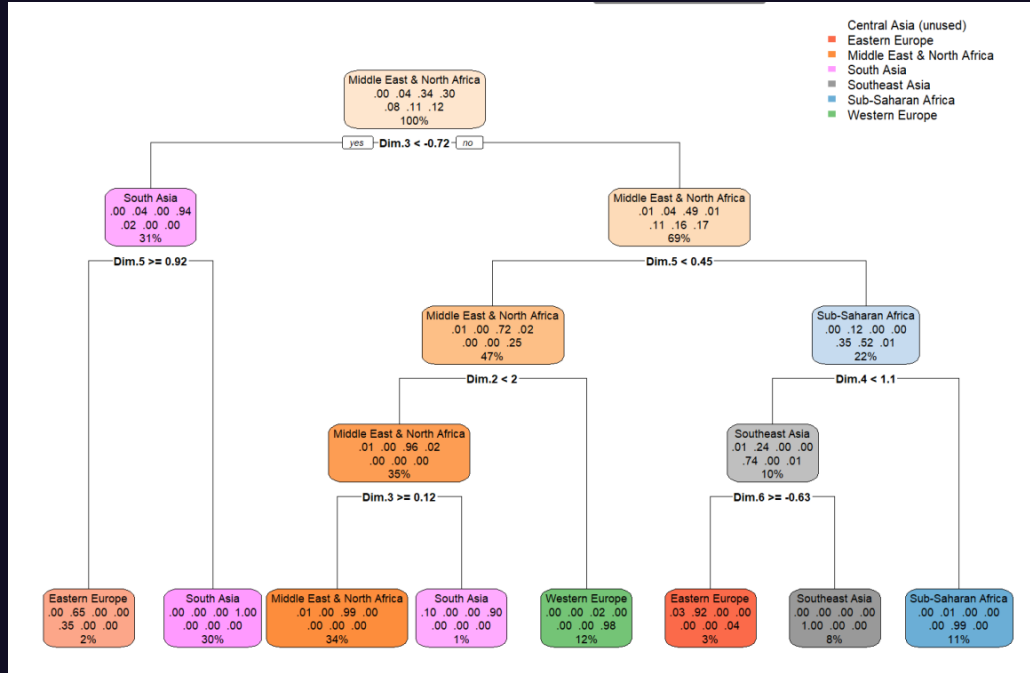 Central Asia (unused)
Eastern Europe
Middle East & North Africa
South Asia
Southeast Asia
Sub-Saharan Africa
Western Europe
Middle East & North Africa
.00 .04 .34 .30
.08 .11 .12
100%
yes Dim.3 < -0.72 no
South Asia
.00 .04 .00 .94
.02 .00 .00
31%
Middle East & North Africa
.01 .04 .49 .01
.11 .16 .17
69%
Dim.5 >= 0.92
Dim.5 < 0.45
Middle East & North Africa
.01 .00 .72 .02
.00 .00 .25
47%
Sub-Saharan Africa
.00 .12 .00 .00
.35 .52 .01
22%
Dim.2 < 2
Dim.4 < 1.1
Middle East & North Africa
.01 .00 .96 .02
.00 .00 .00
35%
Southeast Asia
.01 .24 .00 .00
.74 .00 .01
10%
Dim.3 >= 0.12
Dim.6 >= -0.63
Eastern Europe
.00 .65 .00 .00
.35 .00 .00
2%
South Asia
.00 .00 .00 1.00
.00 .00 .00
30%
Middle East & North Africa
.01 .00 .99 .00
.00 .00 .00
34%
South Asia
.10 .00 .00 .90
.00 .00 .00
1%
Western Europe
.00 .00 .02 .00
.00 .00 .98
12%
Eastern Europe
.03 .92 .00 .00
.00 .00 .04
3%
Southeast Asia
.00 .00 .00 .00
1.00 .00 .00
8%
Sub-Saharan Africa
.00 .01 .00 .00
.00 .99 .00
11%